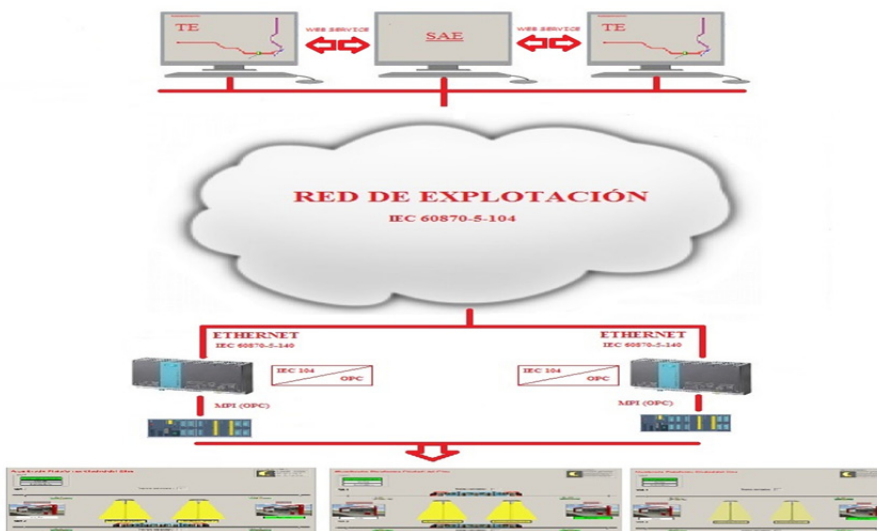 TE
WEB SERVICE
SAE
WEB SERVICE
TE
RED DE EXPLOTACIÓN
IEC 60870-5-104
ETHERNET
IEC 60870-5-140
ETHERNET
IEC 60870-5-140
IEC 104
OPC
IEC 104
OPC
MPI (OPC)
MPI (OPC)